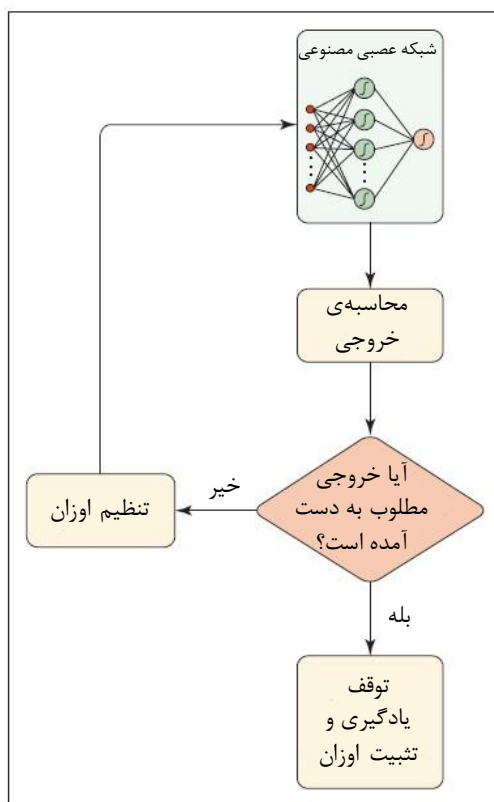 شبکه عصبی مصنوعی
محاسبه‌ی
خروجی
آیا خروجی
مطلوب به دست
آمده است؟
خیر
تنظیم اوزان
بله
توقف
یادگیری و
تثبیت اوزان